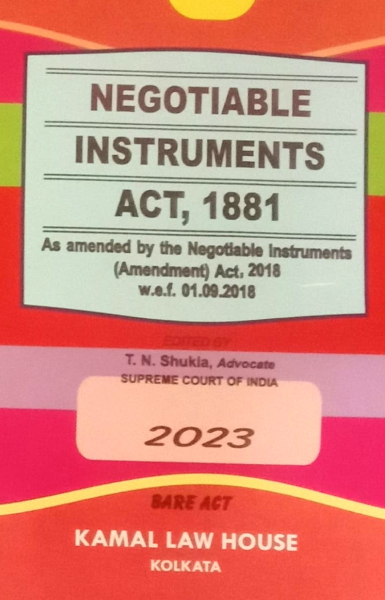 NEGOTIABLE
INSTRUMENTS
ACT, 1881
As amended by the Negotiable Instruments
(Amendment) Act, 2018
w.e.f. 01.09.2018
EDITED BY
T. N. Shukla, Advocate
SUPREME COURT OF INDIA
2023
BARE ACT
KAMAL LAW HOUSE
KOLKATA